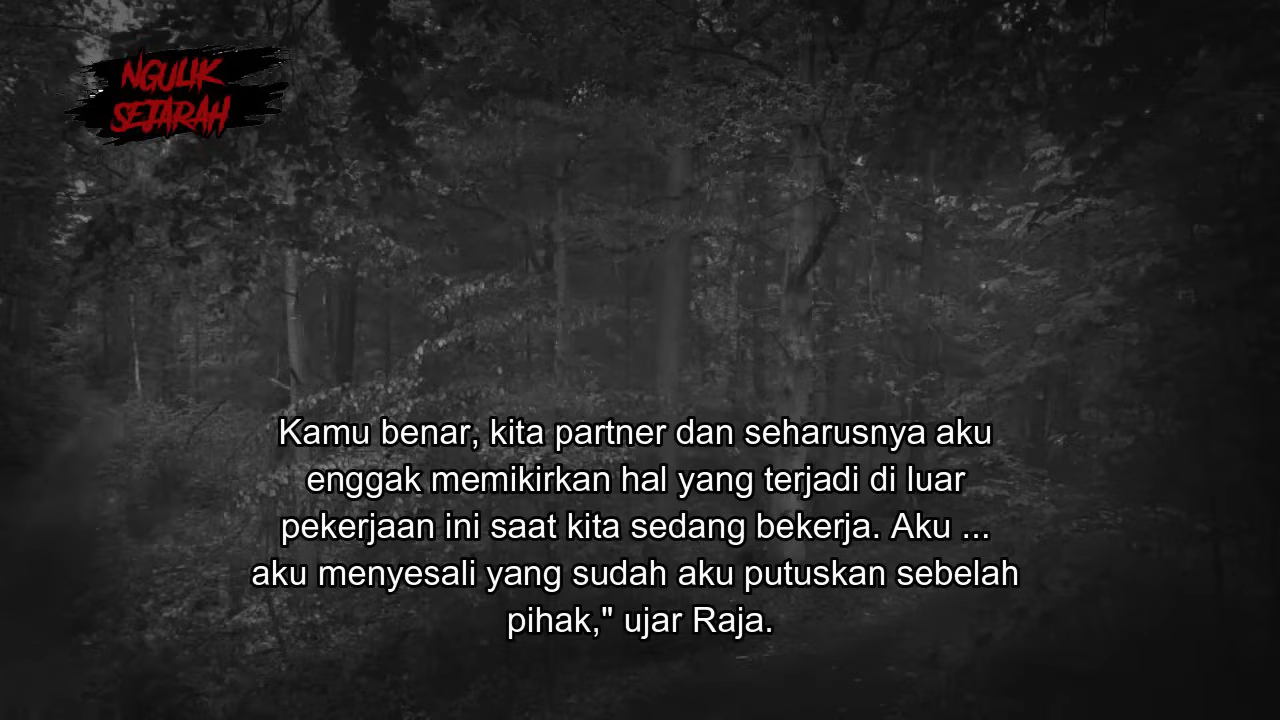 NGULIK
SEJARAH
Kamu benar, kita partner dan seharusnya aku
enggak memikirkan hal yang terjadi di luar
pekerjaan ini saat kita sedang bekerja. Aku ...
aku menyesali yang sudah aku putuskan sebelah
pihak," ujar Raja.